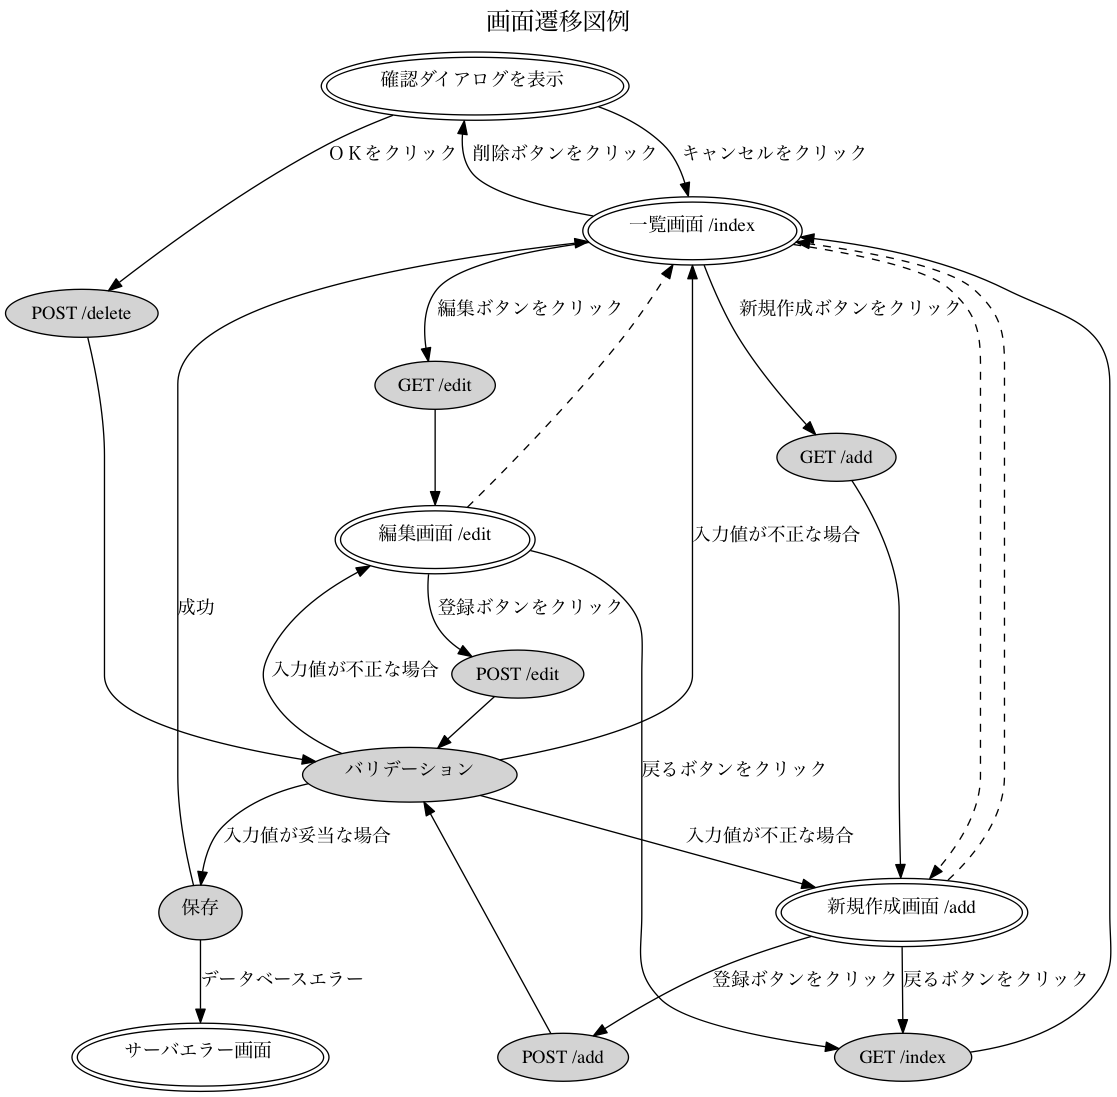 画面遷移図例
確認ダイアログを表示
ＯＫをクリック
削除ボタンをクリック
キャンセルをクリック
一覧画面 /index
POST /delete
編集ボタンをクリック
新規作成ボタンをクリック
GET /edit
GET /add
編集画面 /edit
入力値が不正な場合
成功
登録ボタンをクリック
入力値が不正な場合
POST /edit
バリデーション
戻るボタンをクリック
入力値が妥当な場合
入力値が不正な場合
保存
新規作成画面 /add
データベースエラー
登録ボタンをクリック
戻るボタンをクリック
サーバエラー画面
POST /add
GET /index